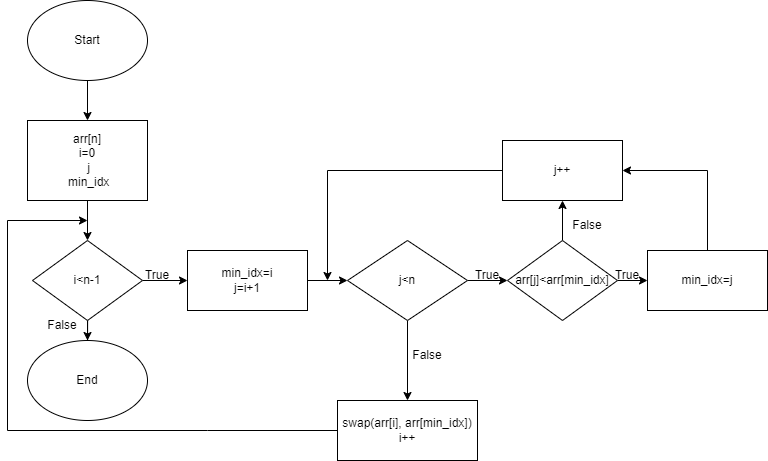 Start
arr[n]
i=0
j
min_idx
i<n-1
True
False
End
min_idx=i
j=i+1
j<n
True
False
arr[j]<arr[min_idx]
True
False
min_idx=j
j++
swap(arr[i], arr[min_idx])
i++